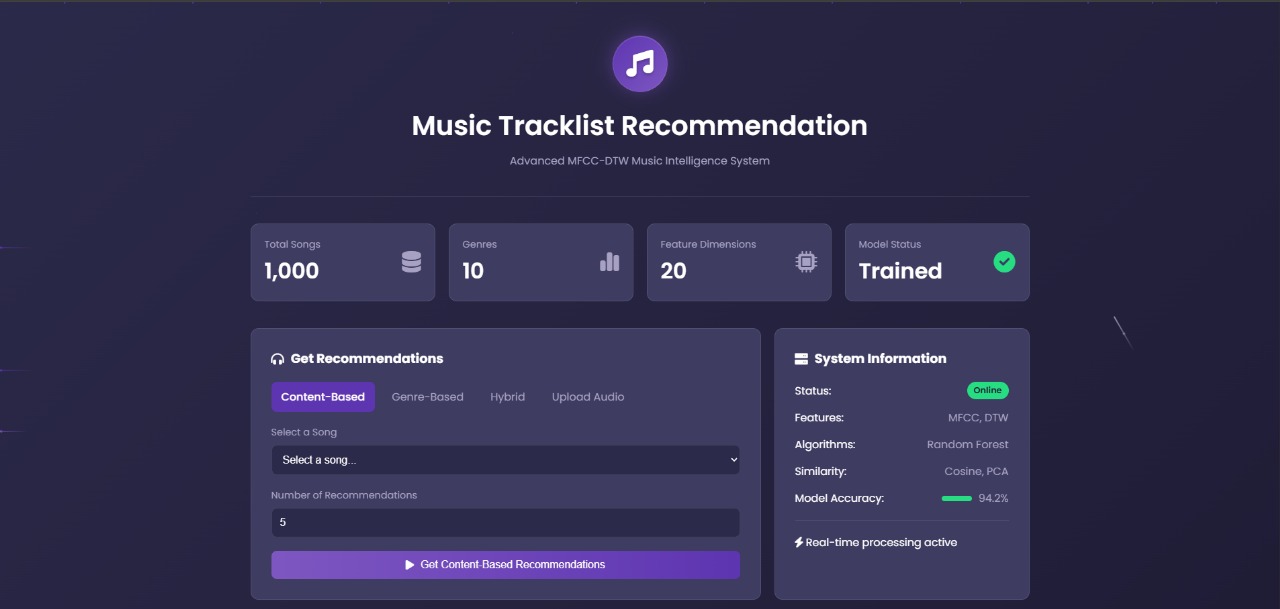 Music Tracklist Recommendation
Advanced MFCC-DTW Music Intelligence System
Total Songs
1,000
Genres
10
Feature Dimensions
20
Model Status
Trained
Get Recommendations
Content-Based Genre-Based Hybrid Upload Audio
Select a Song
Select a song...
Number of Recommendations
5
Get Content-Based Recommendations
System Information
Status: Online
Features: MFCC, DTW
Algorithms: Random Forest
Similarity: Cosine, PCA
Model Accuracy: 94.2%
Real-time processing active